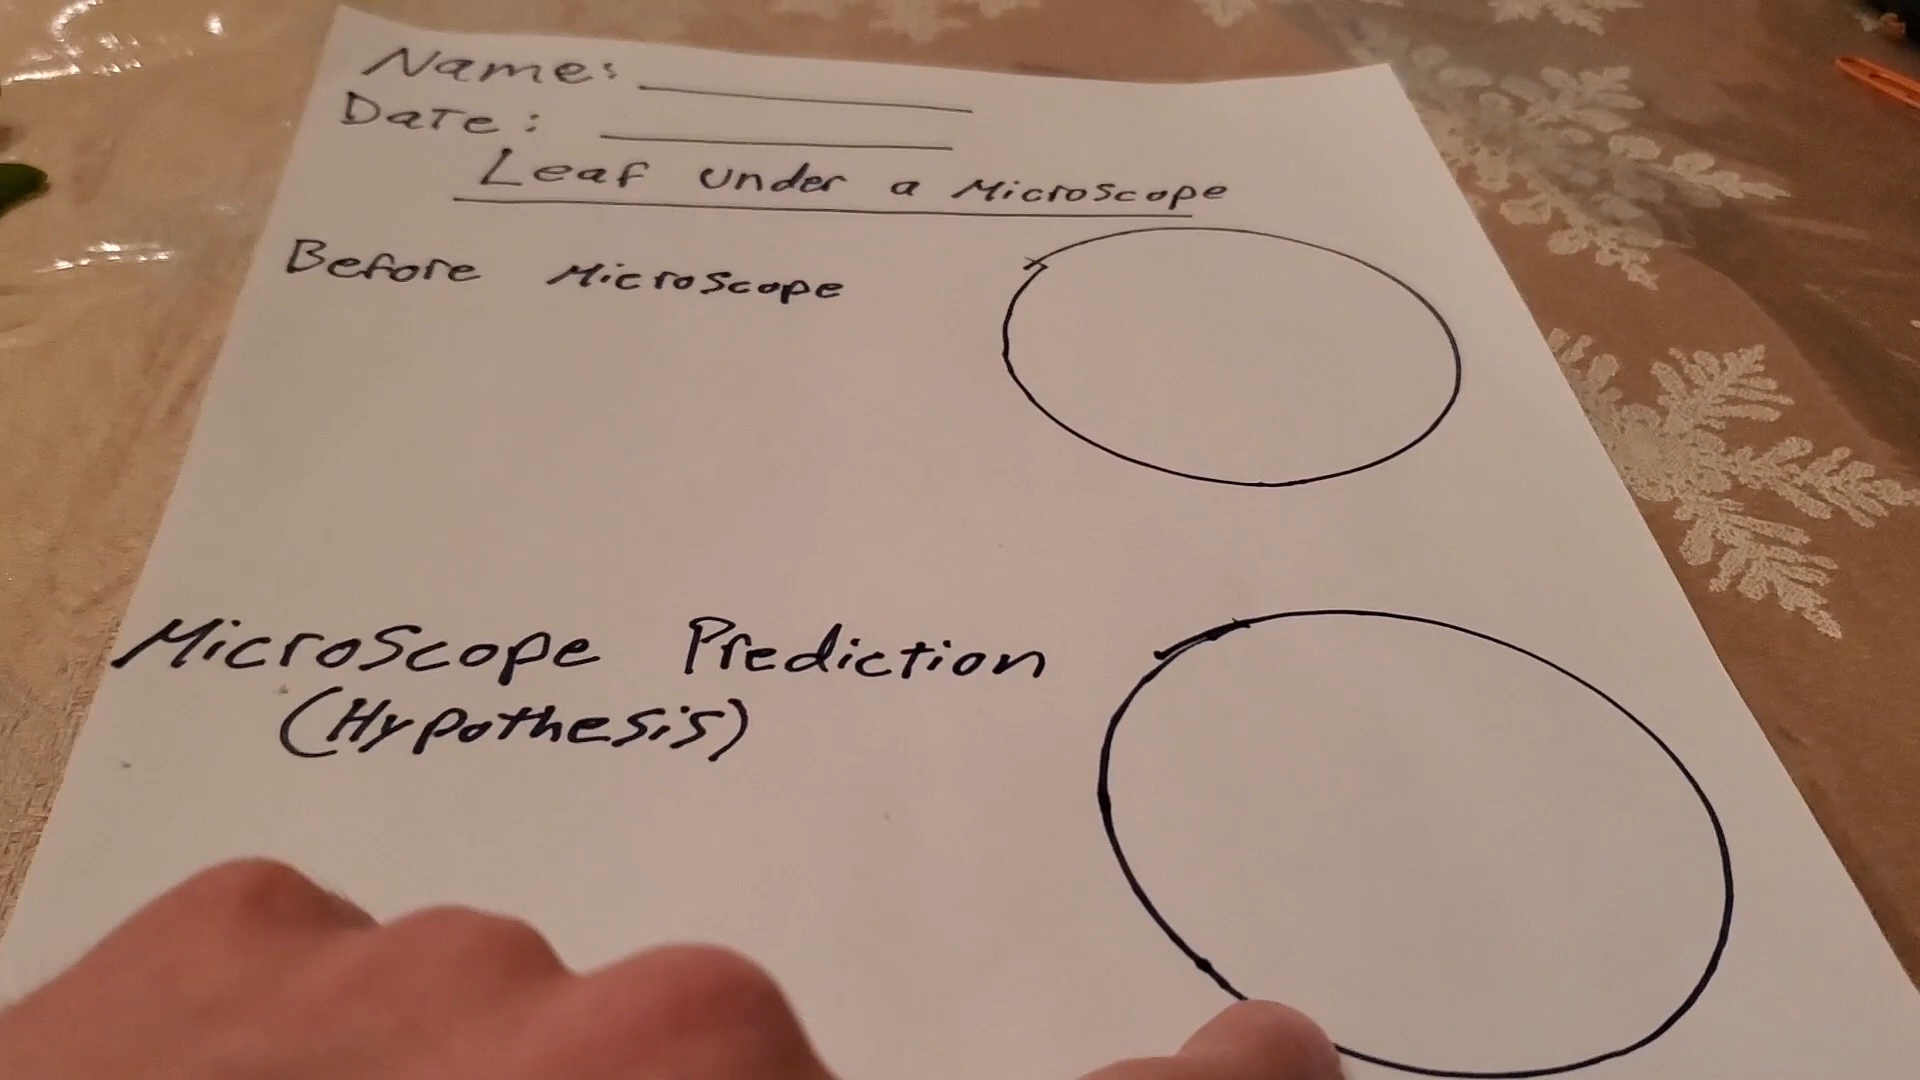 Name:
Date:
Leaf under a Microscope
Before Microscope
Microscope Prediction
(Hypothesis)